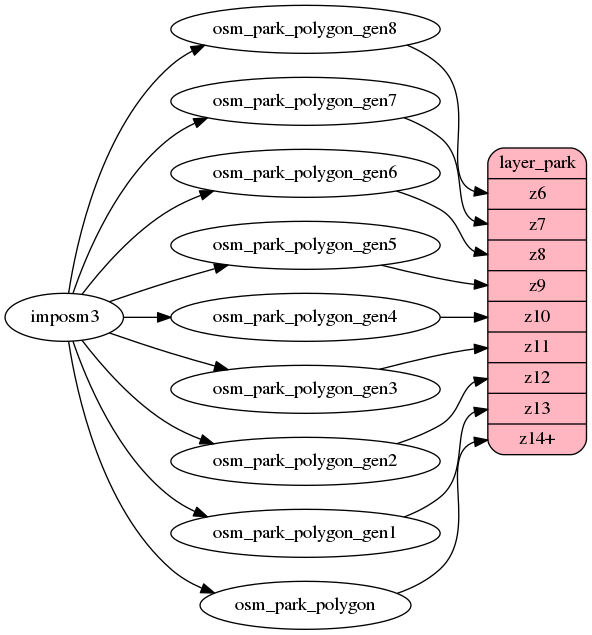 osm_park_polygon_gen8
osm_park_polygon_gen7
osm_park_polygon_gen6
osm_park_polygon_gen5
imposm3
osm_park_polygon_gen4
osm_park_polygon_gen3
osm_park_polygon_gen2
osm_park_polygon_gen1
osm_park_polygon
layer_park
z6
z7
z8
z9
z10
z11
z12
z13
z14+